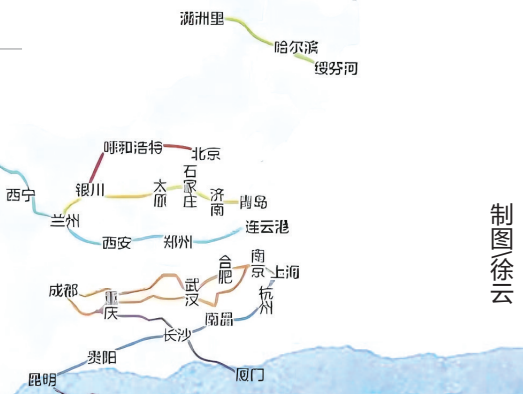 满洲里
哈尔滨
绥芬河
呼和浩特
北京
石家庄
太原
银川
济南
青岛
西宁
兰州
连云港
西安
郑州
南京
合肥
上海
成都
重庆
武汉
杭州
南昌
长沙
贵阳
昆明
厦门
制图/徐云